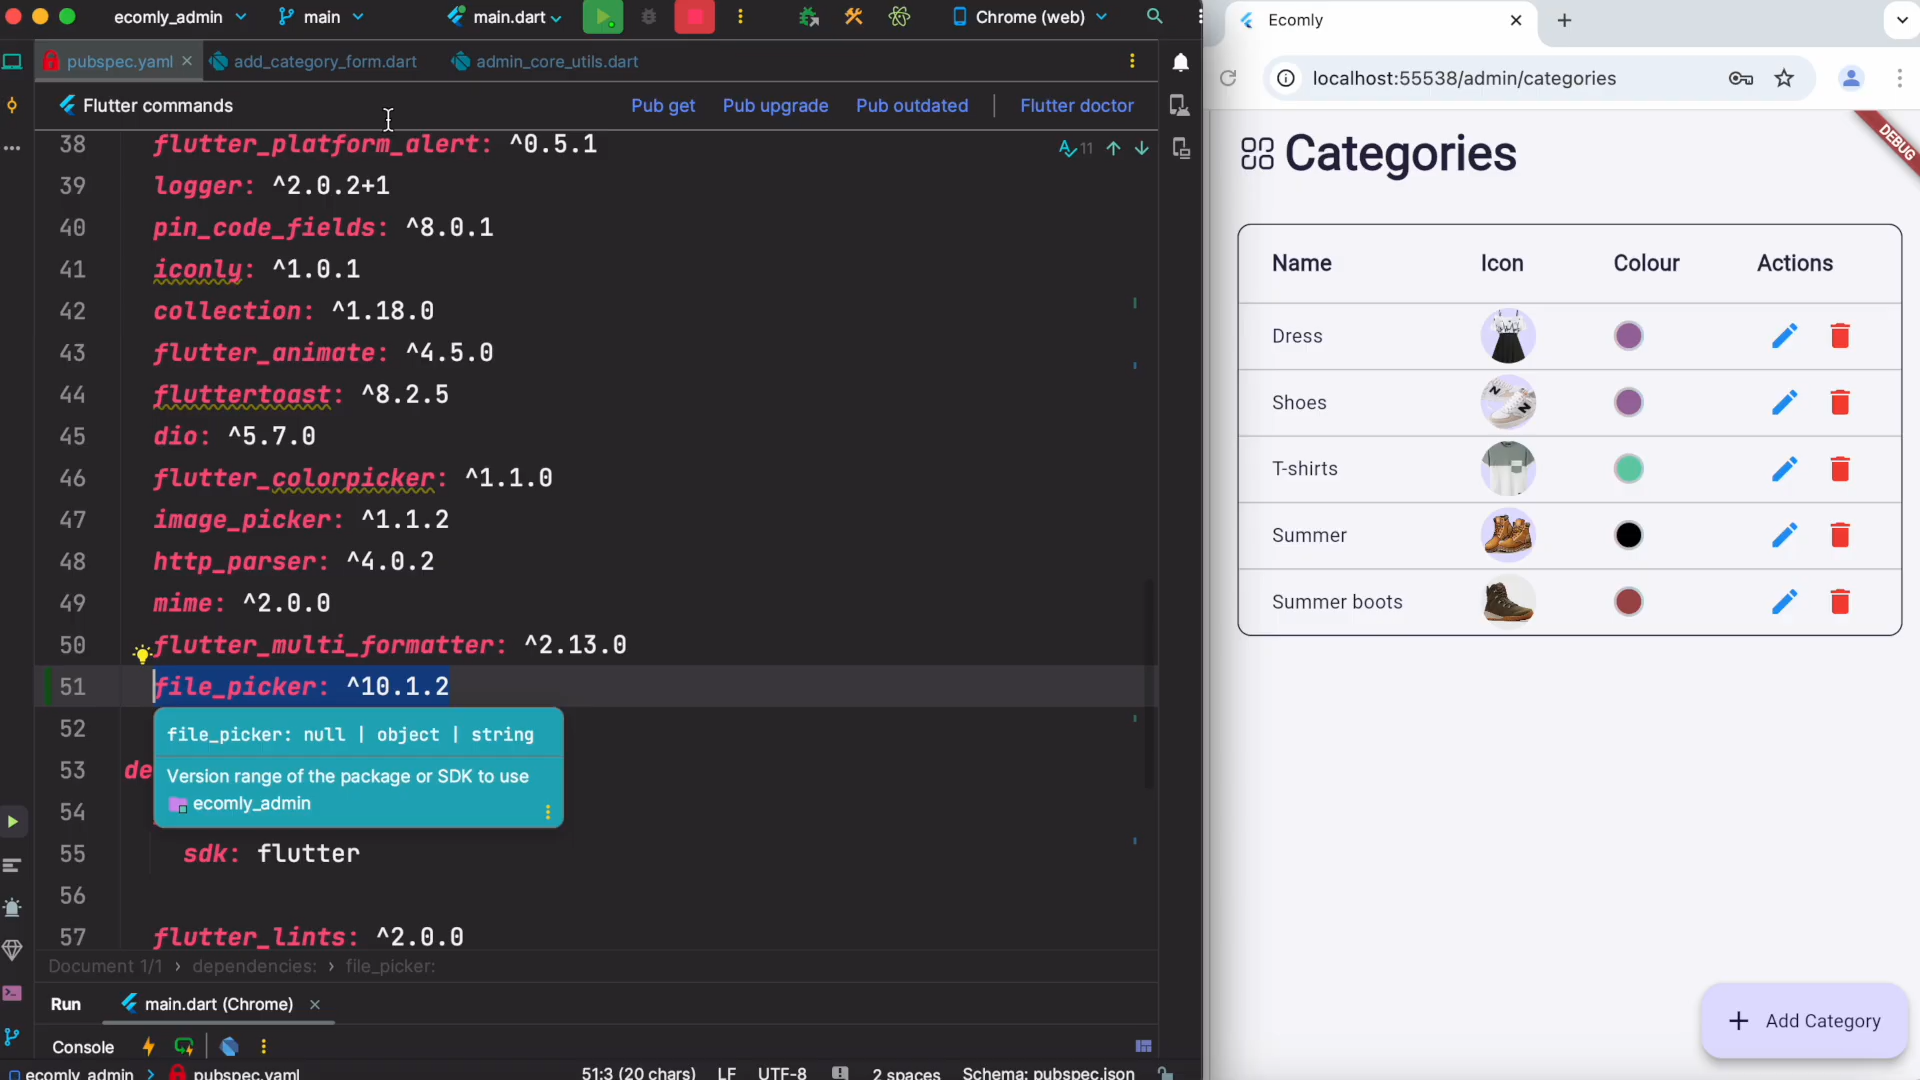 ecomly_admin main main.dart Chrome (web)
pubspec.yaml add_category_form.dart admin_core_utils.dart
Flutter commands Pub get Pub upgrade Pub outdated Flutter doctor
11
38 flutter_platform_alert: ^0.5.1
39 logger: ^2.0.2+1
40 pin_code_fields: ^8.0.1
41 iconly: ^1.0.1
42 collection: ^1.18.0
43 flutter_animate: ^4.5.0
44 fluttertoast: ^8.2.5
45 dio: ^5.7.0
46 flutter_colorpicker: ^1.1.0
47 image_picker: ^1.1.2
48 http_parser: ^4.0.2
49 mime: ^2.0.0
50 flutter_multi_formatter: ^2.13.0
51 file_picker: ^10.1.2
52
file_picker: null | object | string
53 de
Version range of the package or SDK to use
ecomly_admin
54
55 sdk: flutter
56
57 flutter_lints: ^2.0.0
Document 1/1 › dependencies: › file_picker:
Run main.dart (Chrome)
Console
ecomly_admin › pubspec.yaml 51:3 (20 chars) LF UTF-8 2 spaces Schema: pubspec.json
Ecomly
localhost:55538/admin/categories
DEBUG
Categories
Name Icon Colour Actions
Dress
Shoes
N N
T-shirts
Summer
Summer boots
+ Add Category